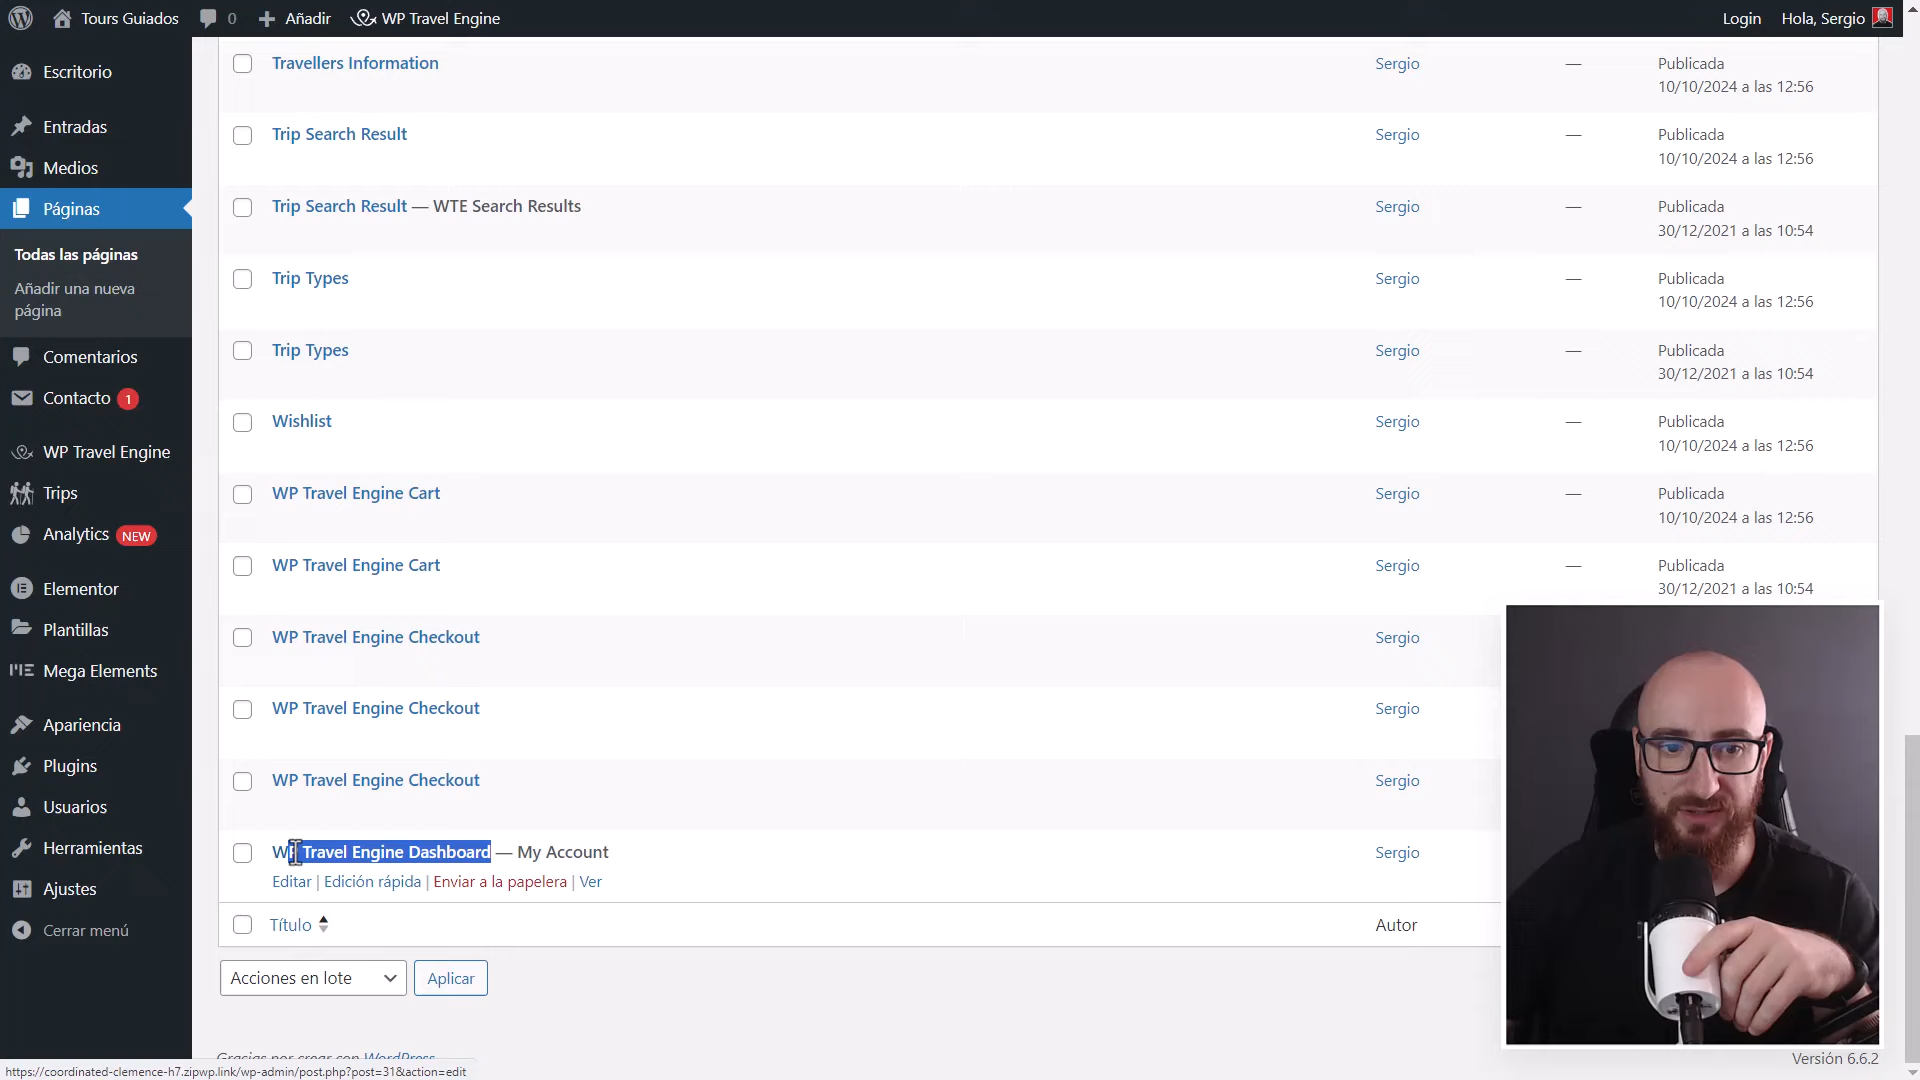 Tours Guiados
0
Añadir
WP Travel Engine
Login
Hola, Sergio
Escritorio
Entradas
Medios
Páginas
Todas las páginas
Añadir una nueva
página
Comentarios
Contacto 1
WP Travel Engine
Trips
Analytics NEW
Elementor
Plantillas
Mega Elements
Apariencia
Plugins
Usuarios
Herramientas
Ajustes
Cerrar menú
Travellers Information Sergio — Publicada
10/10/2024 a las 12:56
Trip Search Result Sergio — Publicada
10/10/2024 a las 12:56
Trip Search Result — WTE Search Results Sergio — Publicada
30/12/2021 a las 10:54
Trip Types Sergio — Publicada
10/10/2024 a las 12:56
Trip Types Sergio — Publicada
30/12/2021 a las 10:54
Wishlist Sergio — Publicada
10/10/2024 a las 12:56
WP Travel Engine Cart Sergio — Publicada
10/10/2024 a las 12:56
WP Travel Engine Cart Sergio — Publicada
30/12/2021 a las 10:54
WP Travel Engine Checkout Sergio
WP Travel Engine Checkout Sergio
WP Travel Engine Checkout Sergio
WP Travel Engine Dashboard — My Account Sergio
Editar | Edición rápida | Enviar a la papelera | Ver
Título Autor
Acciones en lote Aplicar
Gracias por crear con WordPress
Versión 6.6.2
https://coordinated-clemence-h7.zipwp.link/wp-admin/post.php?post=31&action=edit